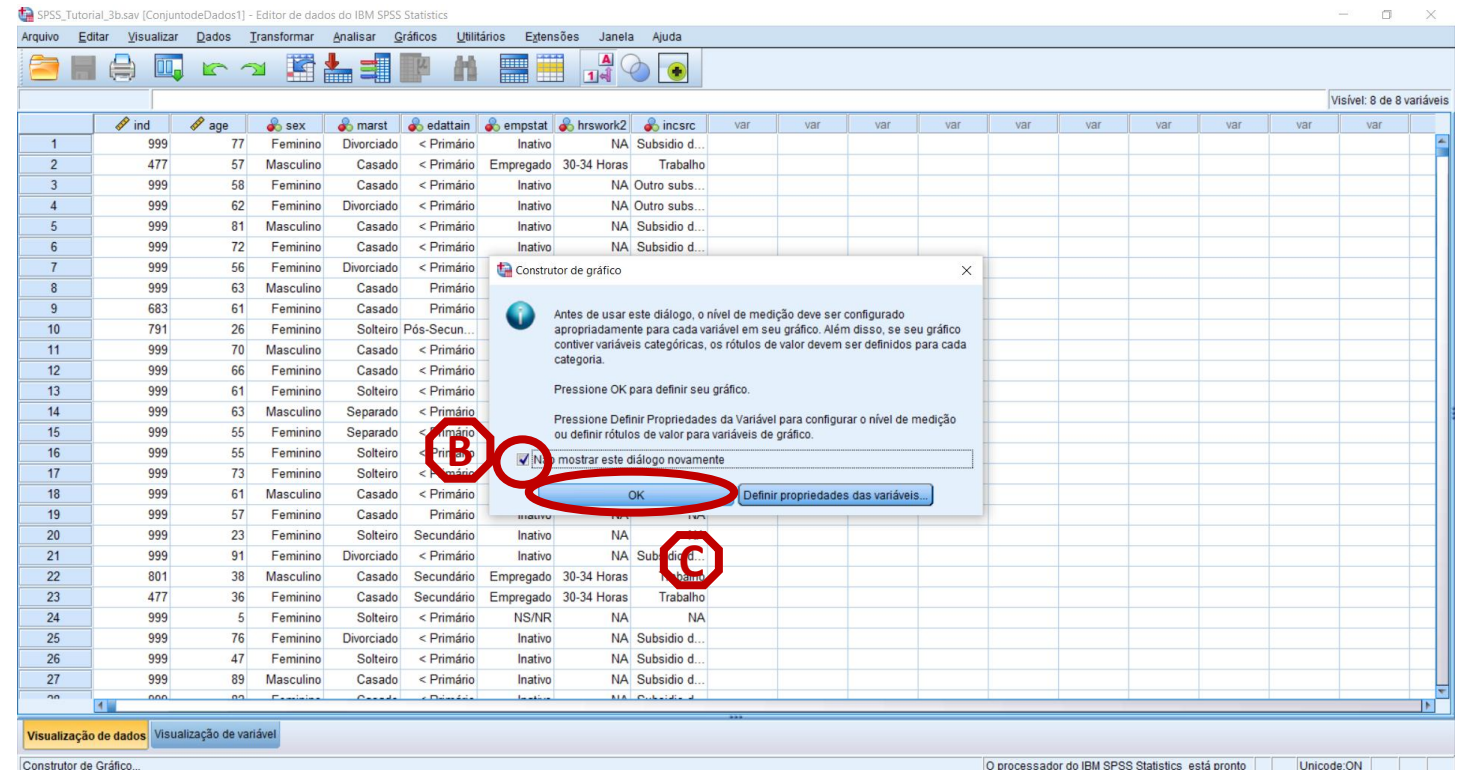 SPSS_Tutorial_3b.sav [ConjuntodeDados1] - Editor de dados do IBM SPSS Statistics
Arquivo Editar Visualizar Dados Transformar Analisar Gráficos Utilitários Extensões Janela Ajuda
Visível: 8 de 8 variáveis
ind age sex marst edattain empstat hrswork2 incsrc var var var var var var var var var var
1 999 77 Feminino Divorciado < Primário Inativo NA Subsidio d...
2 477 57 Masculino Casado < Primário Empregado 30-34 Horas Trabalho
3 999 58 Feminino Casado < Primário Inativo NA Outro subs...
4 999 62 Feminino Divorciado < Primário Inativo NA Outro subs...
5 999 81 Masculino Casado < Primário Inativo NA Subsidio d...
6 999 72 Feminino Casado < Primário Inativo NA Subsidio d...
7 999 56 Feminino Divorciado < Primário
8 999 63 Masculino Casado Primário
9 683 61 Feminino Casado Primário
10 791 26 Feminino Solteiro Pós-Secun...
11 999 70 Masculino Casado < Primário
12 999 66 Feminino Casado < Primário
13 999 61 Feminino Solteiro < Primário
14 999 63 Masculino Separado < Primário
15 999 55 Feminino Separado < Primário
16 999 55 Feminino Solteiro < Primário
17 999 73 Feminino Solteiro < Primário
18 999 61 Masculino Casado < Primário
19 999 57 Feminino Casado Primário Inativo NA NA
20 999 23 Feminino Solteiro Secundário Inativo NA
21 999 91 Feminino Divorciado < Primário Inativo NA Subsidio d...
22 801 38 Masculino Casado Secundário Empregado 30-34 Horas Trabalho
23 477 36 Feminino Casado Secundário Empregado 30-34 Horas Trabalho
24 999 5 Feminino Solteiro < Primário NS/NR NA NA
25 999 76 Feminino Divorciado < Primário Inativo NA Subsidio d...
26 999 47 Feminino Solteiro < Primário Inativo NA Subsidio d...
27 999 89 Masculino Casado < Primário Inativo NA Subsidio d...
Construtor de gráfico
Antes de usar este diálogo, o nível de medição deve ser configurado
apropriadamente para cada variável em seu gráfico. Além disso, se seu gráfico
contiver variáveis categóricas, os rótulos de valor devem ser definidos para cada
categoria.
Pressione OK para definir seu gráfico.
Pressione Definir Propriedades da Variável para configurar o nível de medição
ou definir rótulos de valor para variáveis de gráfico.
B
Não mostrar este diálogo novamente
OK Definir propriedades das variáveis...
C
Visualização de dados Visualização de variável
Construtor de Gráfico... O processador do IBM SPSS Statistics está pronto Unicode:ON